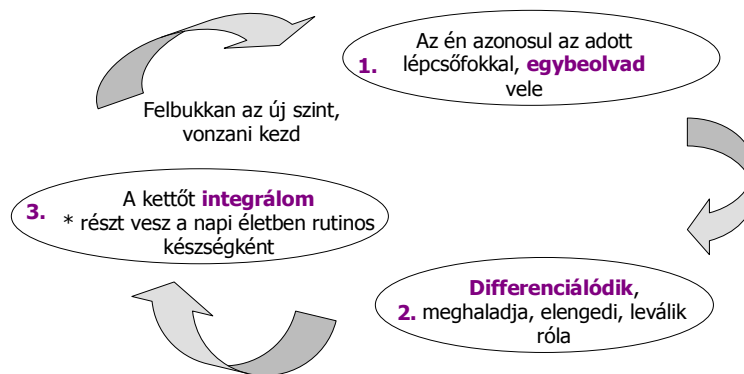 Az én azonosul az adott
1. lépcsőfokkal, egybeolvad
vele
Felbukkan az új szint,
vonzani kezd
A kettőt integrálom
3. * részt vesz a napi életben rutinos
készségként
Differenciálódik,
2. meghaladja, elengedi, leválik
róla